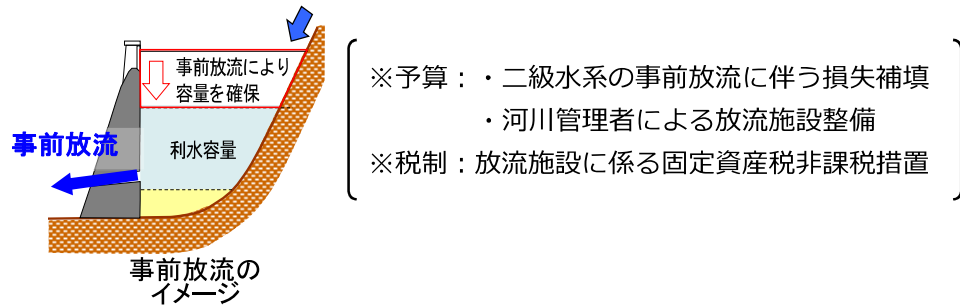 事前放流により
容量を確保
事前放流
利水容量
事前放流の
イメージ
※予算：・二級水系の事前放流に伴う損失補填
・河川管理者による放流施設整備
※税制：放流施設に係る固定資産税非課税措置